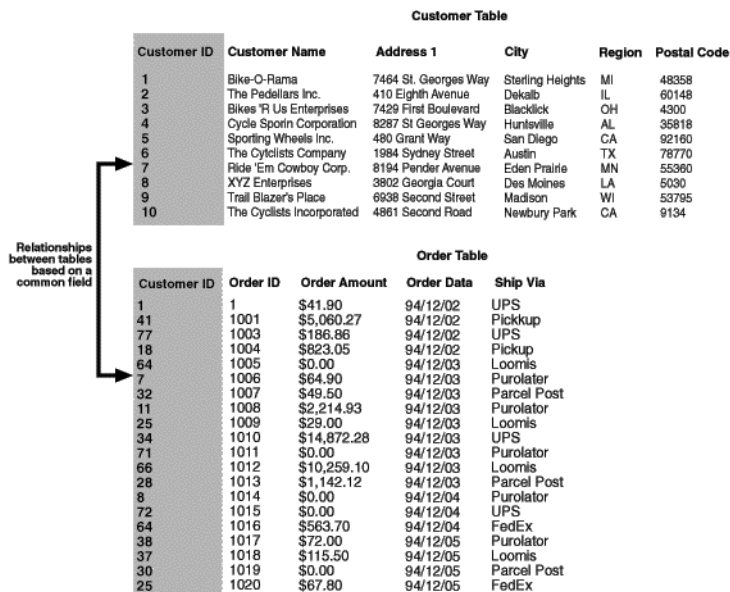 Customer Table
Customer ID Customer Name Address 1 City Region Postal Code
1 Bike-O-Rama 7464 St. Georges Way Sterling Heights MI 48358
2 The Pedellars Inc. 410 Eighth Avenue Dekalb IL 60148
3 Bikes 'R Us Enterprises 7429 First Boulevard Blacklick OH 4300
4 Cycle Sporin Corporation 8287 St Georges Way Huntsville AL 35818
5 Sporting Wheels Inc. 480 Grant Way San Diego CA 92160
6 The Cytclists Company 1984 Sydney Street Austin TX 78770
7 Ride 'Em Cowboy Corp. 8194 Pender Avenue Eden Prairie MN 55360
8 XYZ Enterprises 3802 Georgia Court Des Moines LA 5030
9 Trail Blazer's Place 6938 Second Street Madison WI 53795
10 The Cyclists Incorporated 4861 Second Road Newbury Park CA 9134
Relationships
between tables
based on a
common field
Order Table
Customer ID Order ID Order Amount Order Data Ship Via
1 1 $41.90 94/12/02 UPS
41 1001 $5,060.27 94/12/02 Pickkup
77 1003 $186.86 94/12/02 UPS
18 1004 $823.05 94/12/02 Pickup
64 1005 $0.00 94/12/03 Loomis
7 1006 $64.90 94/12/03 Purolater
32 1007 $49.50 94/12/03 Parcel Post
11 1008 $2,214.93 94/12/03 Purolator
25 1009 $29.00 94/12/03 Loomis
34 1010 $14,872.28 94/12/03 UPS
71 1011 $0.00 94/12/03 Purolator
66 1012 $10,259.10 94/12/03 Loomis
28 1013 $1,142.12 94/12/03 Parcel Post
8 1014 $0.00 94/12/04 Purolator
72 1015 $0.00 94/12/04 UPS
64 1016 $563.70 94/12/04 FedEx
38 1017 $72.00 94/12/05 Purolator
37 1018 $115.50 94/12/05 Loomis
30 1019 $0.00 94/12/05 Parcel Post
25 1020 $67.80 94/12/05 FedEx